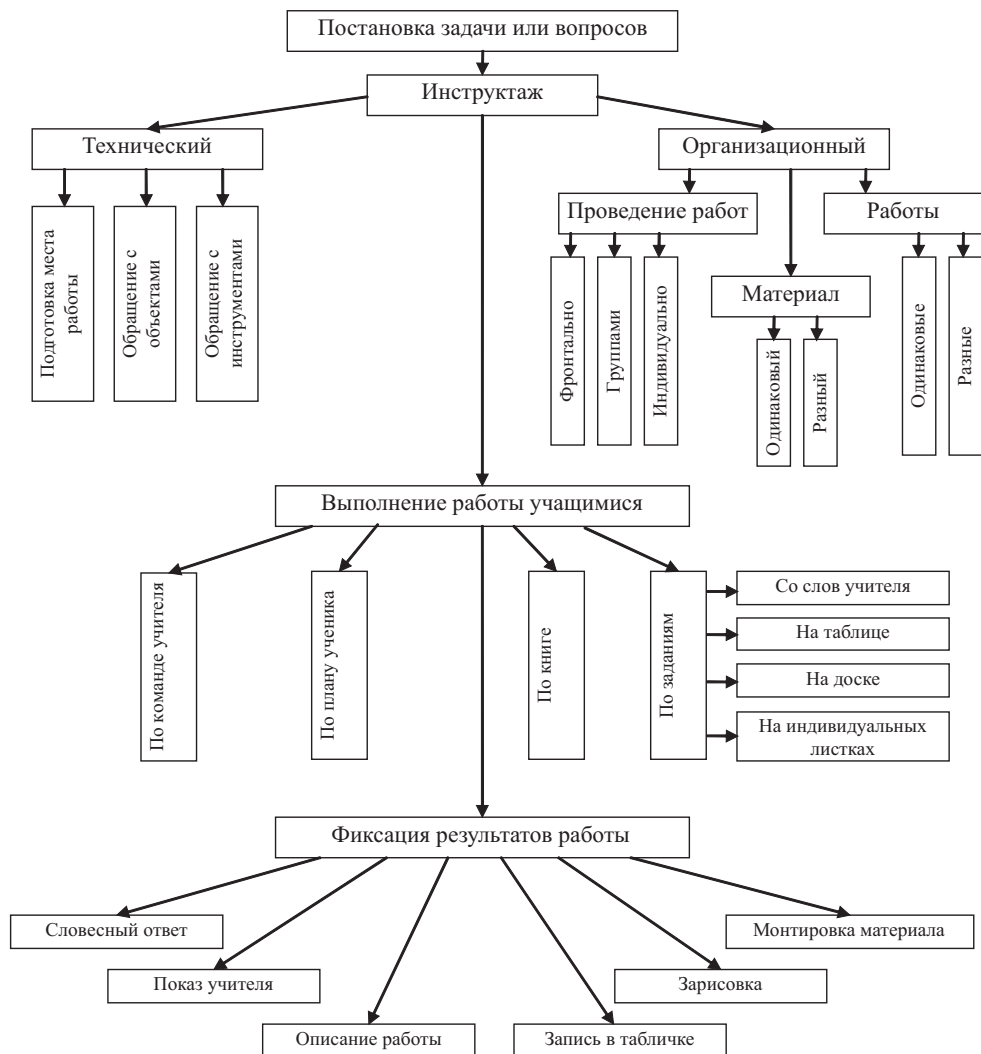 Постановка задачи или вопросов
Инструктаж
Технический
Организационный
Подготовка места
работы
Обращение с
объектами
Обращение с
инструментами
Проведение работ
Работы
Фронтально
Группами
Индивидуально
Материал
Одинаковый
Разный
Одинаковые
Разные
Выполнение работы учащимися
По команде учителя
По плану ученика
По книге
По заданиям
Со слов учителя
На таблице
На доске
На индивидуальных
листках
Фиксация результатов работы
Словесный ответ
Монтировка материала
Показ учителя
Зарисовка
Описание работы
Запись в табличке